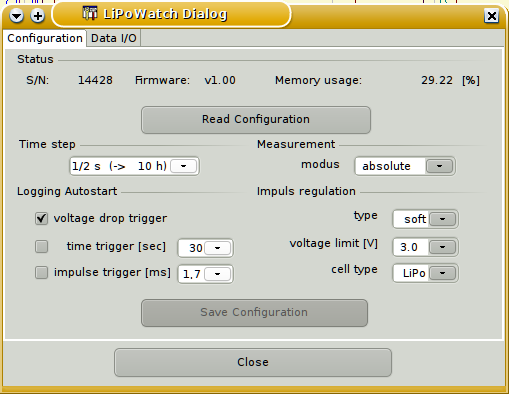 LiPoWatch Dialog
Configuration Data I/O
Status
S/N: 14428 Firmware: v1.00 Memory usage: 29.22 [%]
Read Configuration
Time step Measurement
1/2 s (-> 10 h) modus absolute
Logging Autostart Impuls regulation
voltage drop trigger type soft
time trigger [sec] 30 voltage limit [V] 3.0
impulse trigger [ms] 1,7 cell type LiPo
Save Configuration
Close